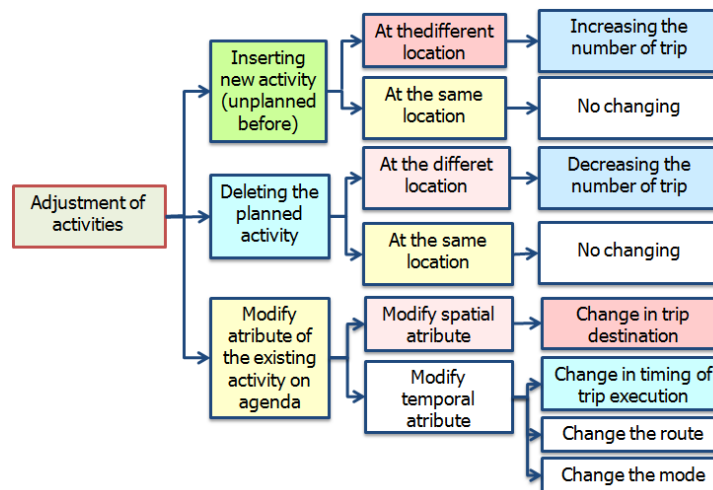 Adjustment of
activities
Inserting
new activity
(unplanned
before)
At thedifferent
location
Increasing the
number of trip
At the same
location
No changing
Deleting the
planned
activity
At the differet
location
Decreasing the
number of trip
At the same
location
No changing
Modify
atribute of
the existing
activity on
agenda
Modify spatial
atribute
Change in trip
destination
Modify
temporal
atribute
Change in timing of
trip execution
Change the route
Change the mode